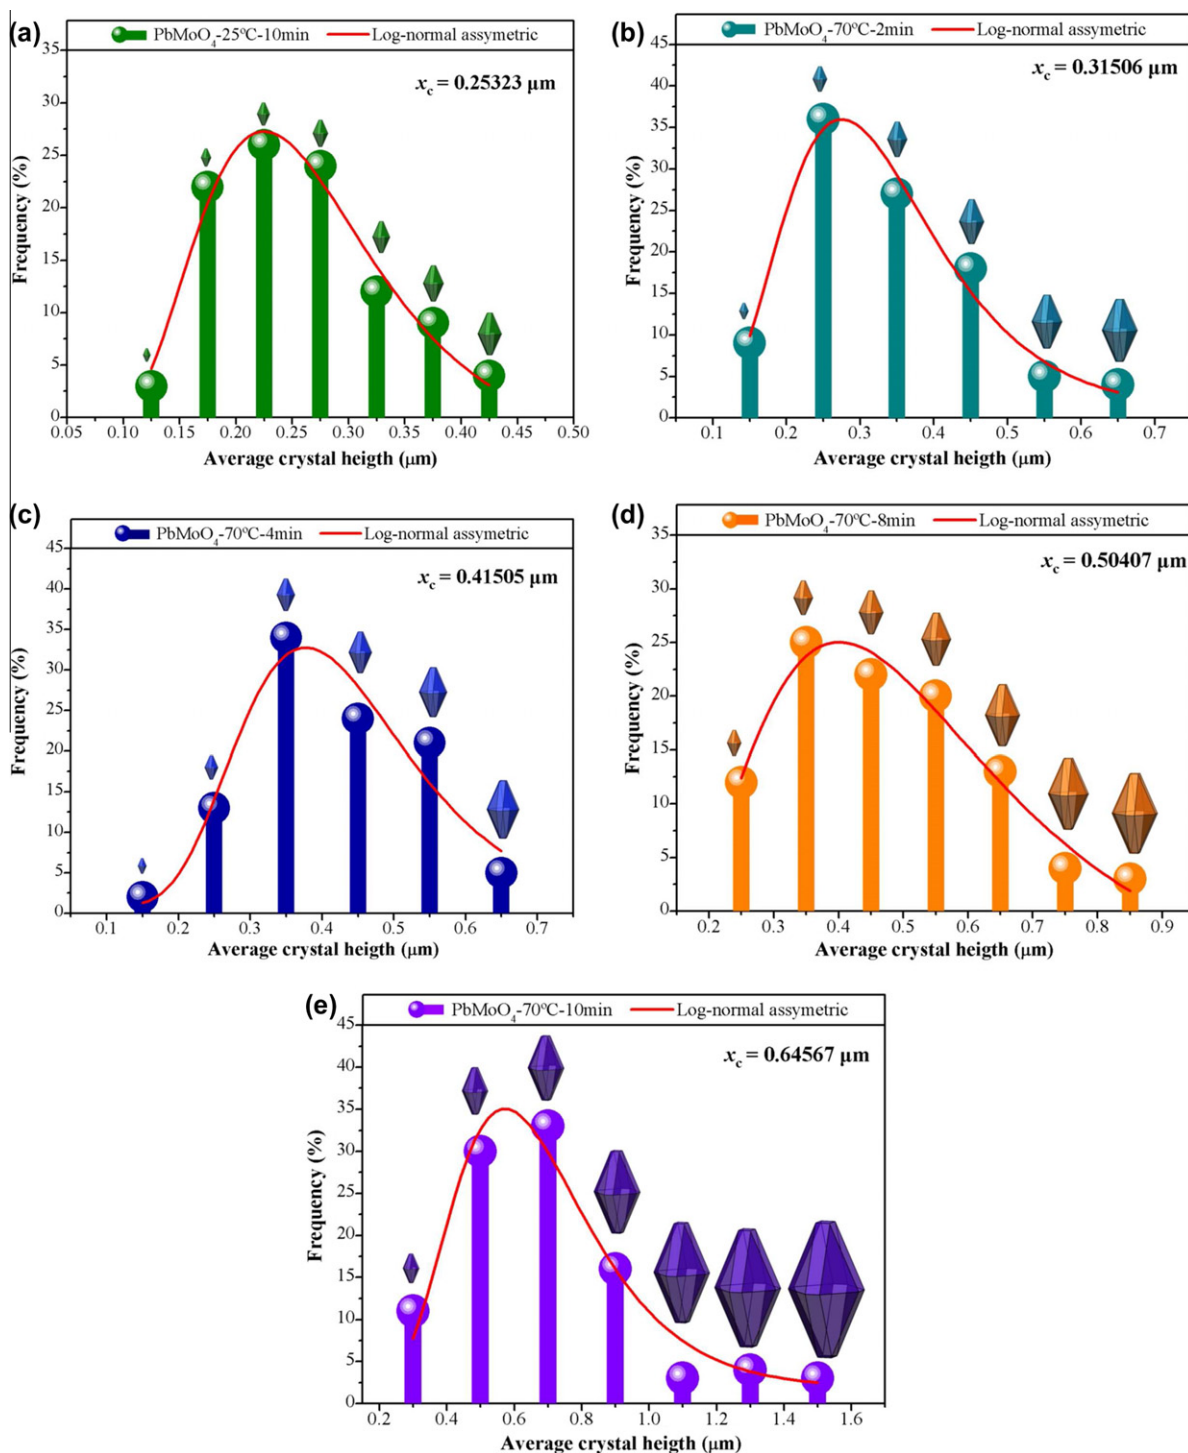 (a)
PbMoO₄-25ºC-10min Log-normal assymetric
x_c = 0.25323 µm
Frequency (%)
35
30
25
20
15
10
5
0
0.05 0.10 0.15 0.20 0.25 0.30 0.35 0.40 0.45 0.50
Average crystal heigth (µm)
(b)
PbMoO₄-70ºC-2min Log-normal assymetric
x_c = 0.31506 µm
Frequency (%)
45
40
35
30
25
20
15
10
5
0
0.1 0.2 0.3 0.4 0.5 0.6 0.7
Average crystal heigth (µm)
(c)
PbMoO₄-70ºC-4min Log-normal assymetric
x_c = 0.41505 µm
Frequency (%)
45
40
35
30
25
20
15
10
5
0
0.1 0.2 0.3 0.4 0.5 0.6 0.7
Average crystal heigth (µm)
(d)
PbMoO₄-70ºC-8min Log-normal assymetric
x_c = 0.50407 µm
Frequency (%)
35
30
25
20
15
10
5
0
0.2 0.3 0.4 0.5 0.6 0.7 0.8 0.9
Average crystal heigth (µm)
(e)
PbMoO₄-70ºC-10min Log-normal assymetric
x_c = 0.64567 µm
Frequency (%)
45
40
35
30
25
20
15
10
5
0
0.2 0.4 0.6 0.8 1.0 1.2 1.4 1.6
Average crystal heigth (µm)